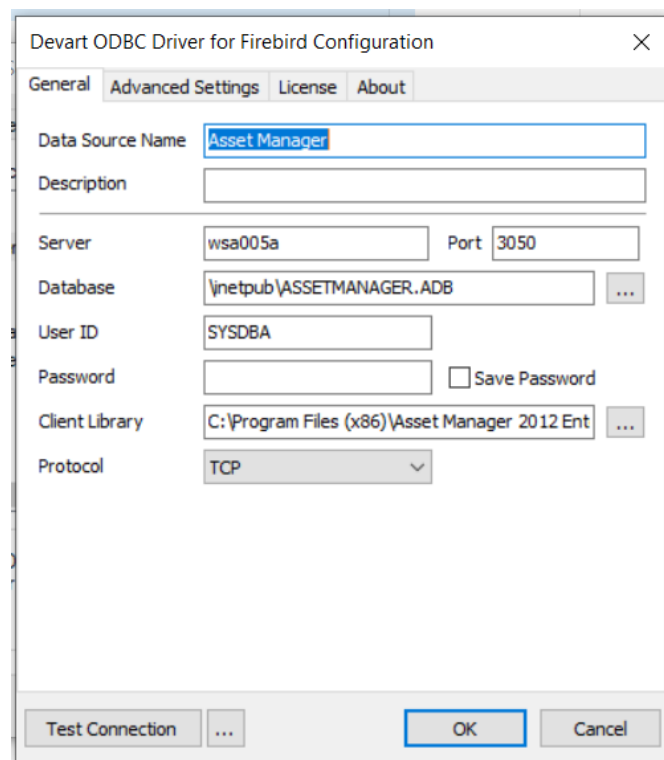 Devart ODBC Driver for Firebird Configuration
General Advanced Settings License About
Data Source Name Asset Manager
Description
Server wsa005a Port 3050
Database \inetpub\ASSETMANAGER.ADB ...
User ID SYSDBA
Password Save Password
Client Library C:\Program Files (x86)\Asset Manager 2012 Ent ...
Protocol TCP
Test Connection ... OK Cancel